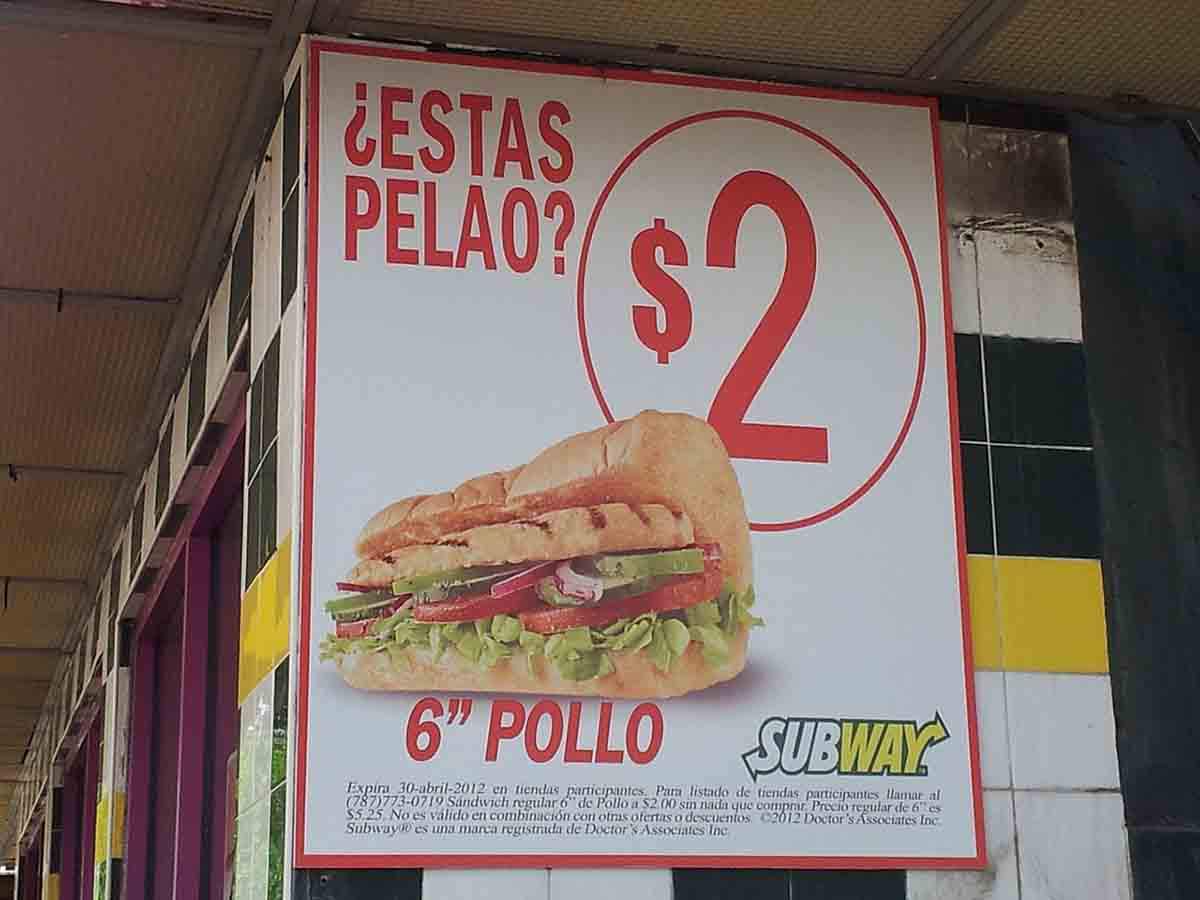 ¿ESTAS
PELAO?
$2
6” POLLO
SUBWAY
Expira 30-abril-2012 en tiendas participantes. Para listado de tiendas participantes llamar al
(787)773-0719 Sándwich regular 6” de Pollo a $2.00 sin nada que comprar. Precio regular de 6” es
$5.25. No es válido en combinación con otras ofertas o descuentos. ©2012 Doctor’s Associates Inc.
Subway® es una marca registrada de Doctor’s Associates Inc.